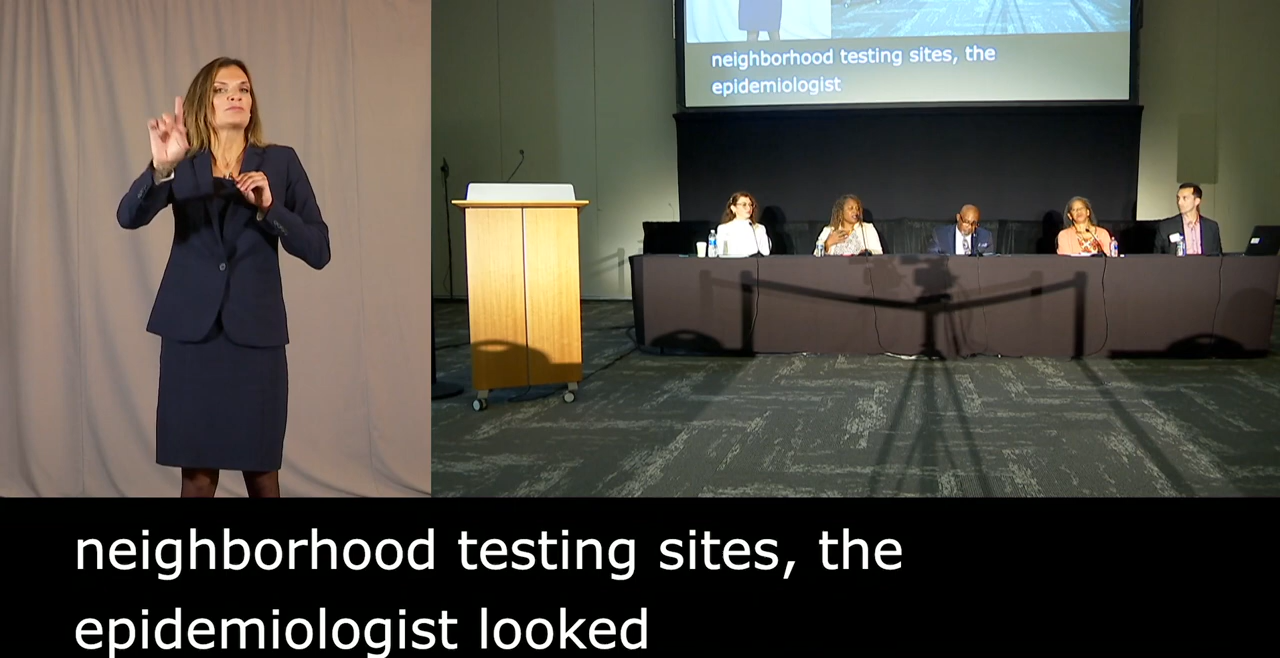 neighborhood testing sites, the
epidemiologist
neighborhood testing sites, the
epidemiologist looked